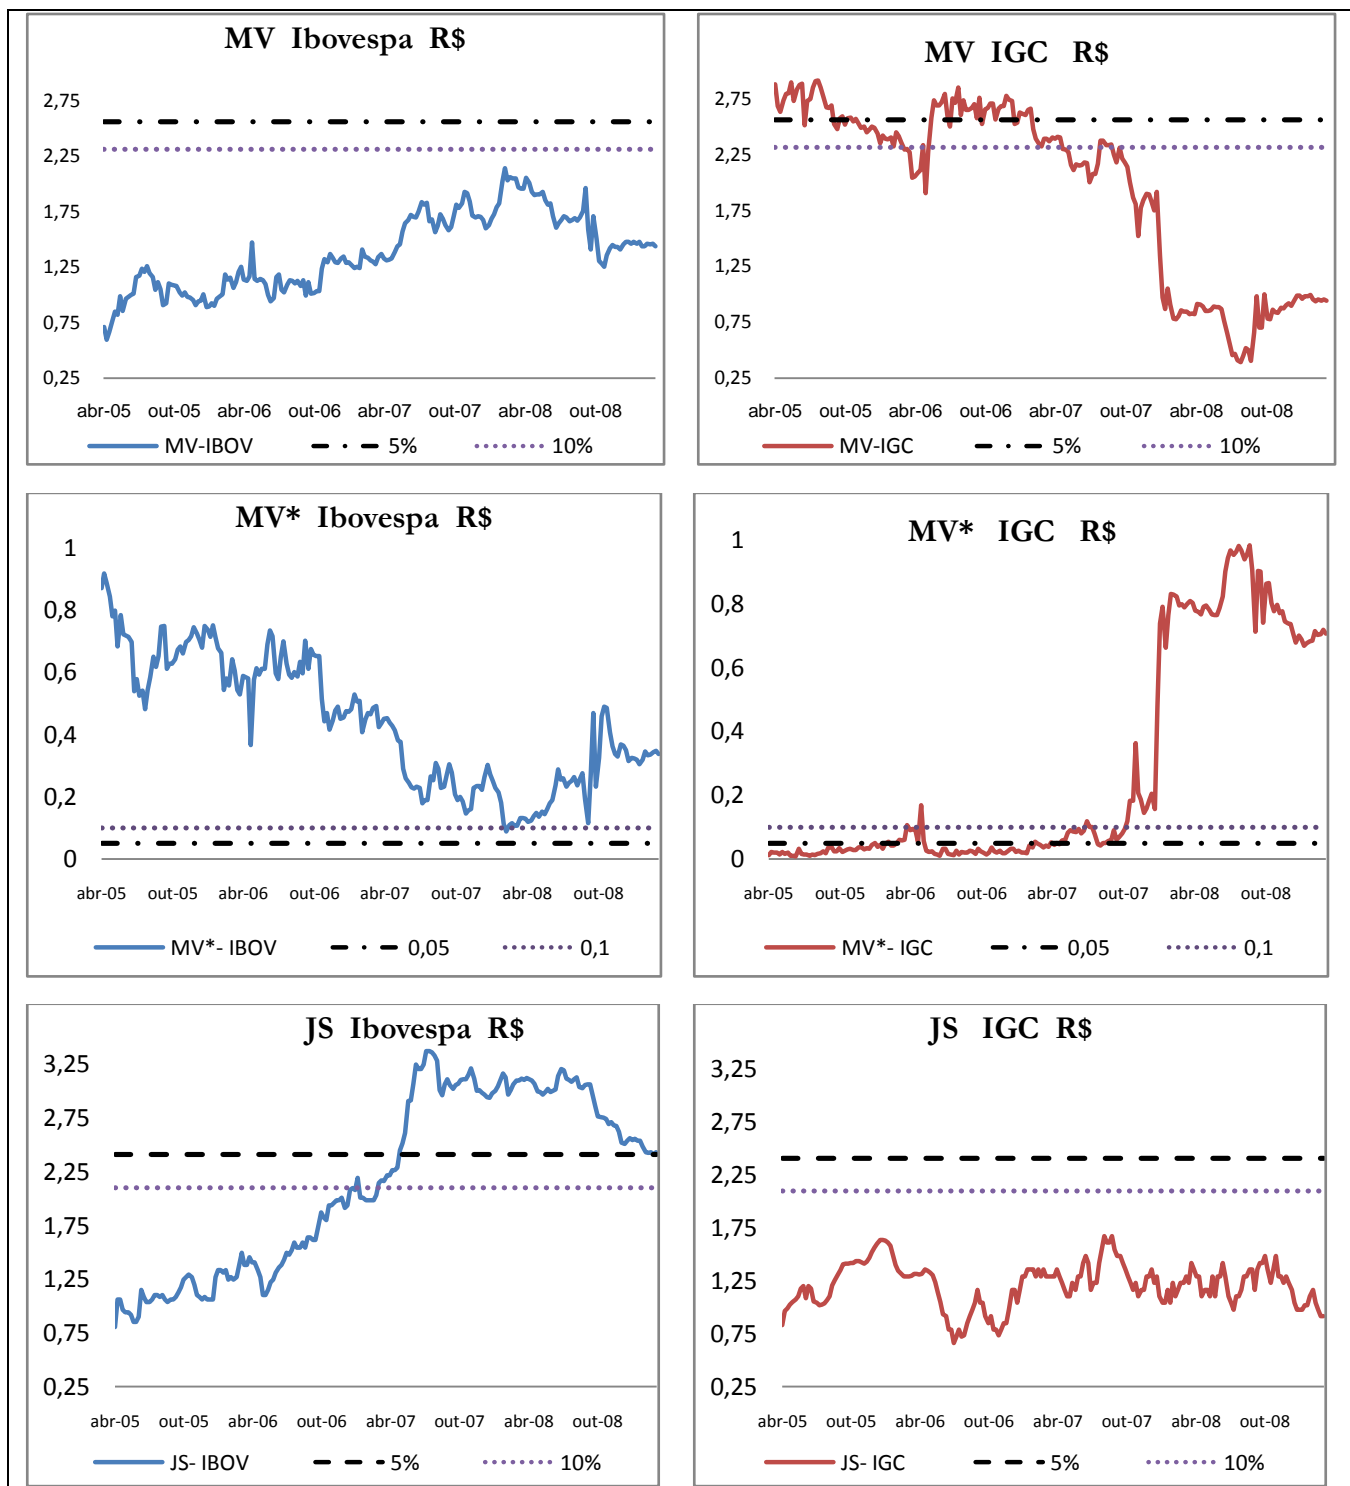 MV Ibovespa R$
2,75
2,25
1,75
1,25
0,75
0,25
abr-05 out-05 abr-06 out-06 abr-07 out-07 abr-08 out-08
MV-IBOV 5% 10%
MV IGC R$
2,75
2,25
1,75
1,25
0,75
0,25
abr-05 out-05 abr-06 out-06 abr-07 out-07 abr-08 out-08
MV-IGC 5% 10%
MV* Ibovespa R$
1
0,8
0,6
0,4
0,2
0
abr-05 out-05 abr-06 out-06 abr-07 out-07 abr-08 out-08
MV*- IBOV 0,05 0,1
MV* IGC R$
1
0,8
0,6
0,4
0,2
0
abr-05 out-05 abr-06 out-06 abr-07 out-07 abr-08 out-08
MV*- IGC 0,05 0,1
JS Ibovespa R$
3,25
2,75
2,25
1,75
1,25
0,75
0,25
abr-05 out-05 abr-06 out-06 abr-07 out-07 abr-08 out-08
JS- IBOV 5% 10%
JS IGC R$
3,25
2,75
2,25
1,75
1,25
0,75
0,25
abr-05 out-05 abr-06 out-06 abr-07 out-07 abr-08 out-08
JS- IGC 5% 10%